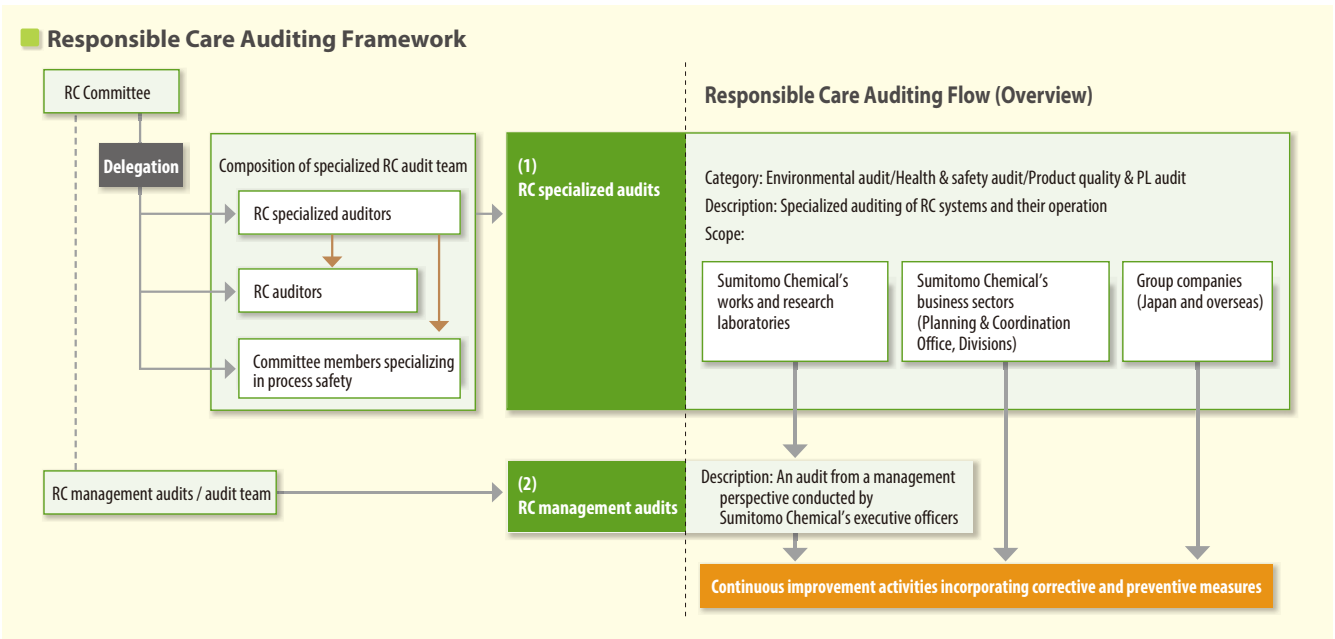 Responsible Care Auditing Framework
RC Committee
Delegation
Composition of specialized RC audit team
RC specialized auditors
RC auditors
Committee members specializing
in process safety
RC management audits / audit team
(1)
RC specialized audits
(2)
RC management audits
Responsible Care Auditing Flow (Overview)
Category: Environmental audit/Health & safety audit/Product quality & PL audit
Description: Specialized auditing of RC systems and their operation
Scope:
Sumitomo Chemical’s
works and research
laboratories
Sumitomo Chemical’s
business sectors
(Planning & Coordination
Office, Divisions)
Group companies
(Japan and overseas)
Description: An audit from a management
perspective conducted by
Sumitomo Chemical’s executive officers
Continuous improvement activities incorporating corrective and preventive measures